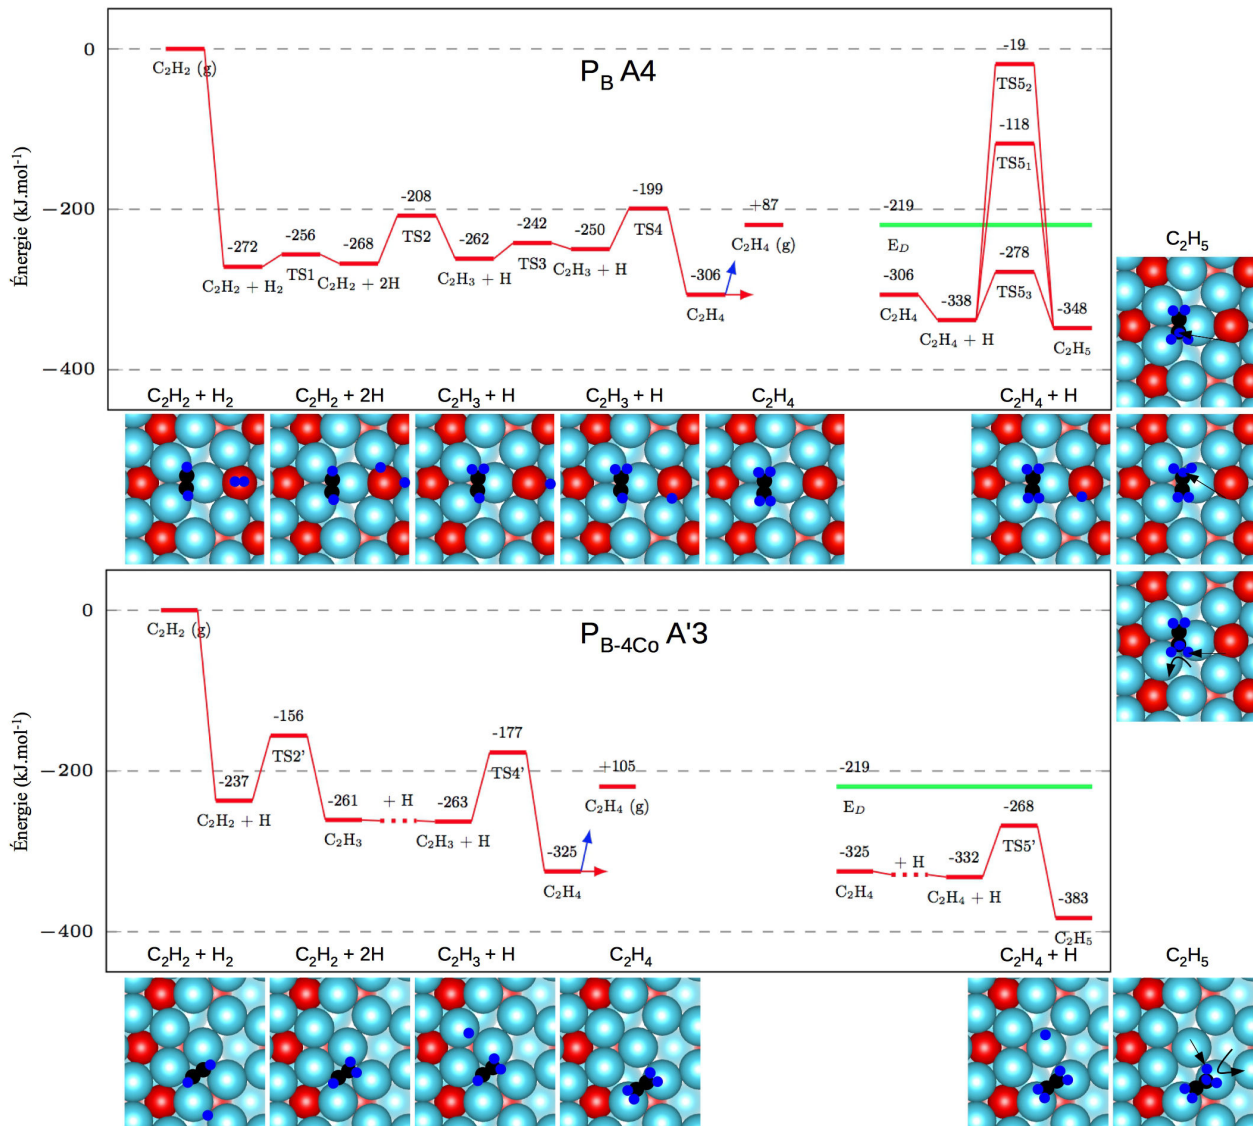 P_B A4
Énergie (kJ.mol⁻¹)
0
−200
−400
C₂H₂ (g)
-272
C₂H₂ + H₂
-256
TS1
-268
C₂H₂ + 2H
-208
TS2
-262
C₂H₃ + H
-242
TS3
-250
C₂H₃ + H
-199
TS4
-306
C₂H₄
+87
C₂H₄ (g)
-219
E_D
-306
C₂H₄
-338
C₂H₄ + H
-19
TS5₂
-118
TS5₁
-278
TS5₃
-348
C₂H₅
C₂H₅
C₂H₂ + H₂
C₂H₂ + 2H
C₂H₃ + H
C₂H₃ + H
C₂H₄
C₂H₄ + H
P_B-4Co A'3
Énergie (kJ.mol⁻¹)
0
−200
−400
C₂H₂ (g)
-237
C₂H₂ + H
-156
TS2'
-261
C₂H₃
+ H
-263
C₂H₃ + H
-177
TS4'
-325
C₂H₄
+105
C₂H₄ (g)
-219
E_D
-325
C₂H₄
+ H
-332
C₂H₄ + H
-268
TS5'
-383
C₂H₅
C₂H₂ + H₂
C₂H₂ + 2H
C₂H₃ + H
C₂H₄
C₂H₄ + H
C₂H₅